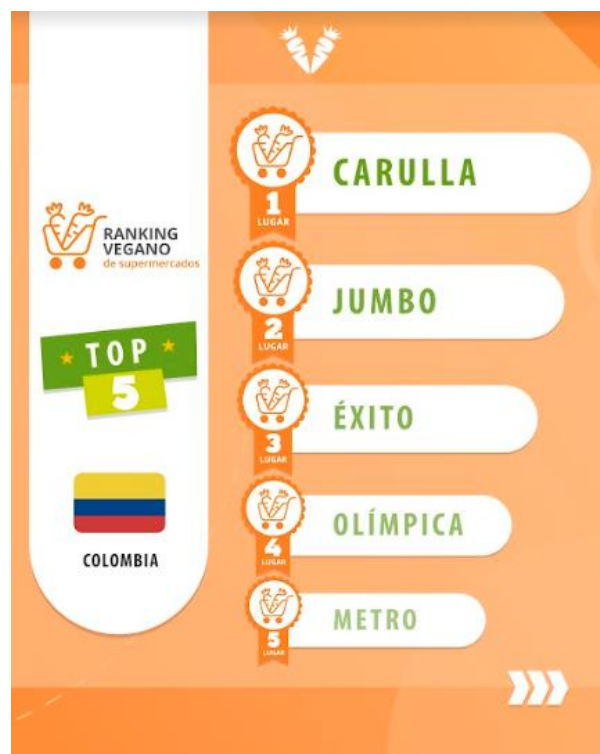 RANKING
VEGANO
de supermercados
TOP
5
COLOMBIA
1
LUGAR
CARULLA
2
LUGAR
JUMBO
3
LUGAR
ÉXITO
4
LUGAR
OLÍMPICA
5
LUGAR
METRO